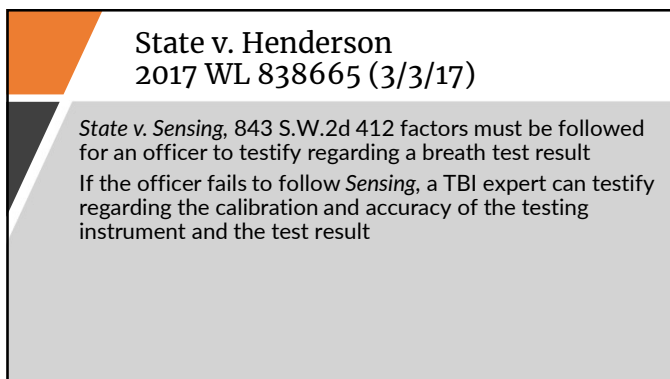 State v. Henderson
2017 WL 838665 (3/3/17)
State v. Sensing, 843 S.W.2d 412 factors must be followed
for an officer to testify regarding a breath test result
If the officer fails to follow Sensing, a TBI expert can testify
regarding the calibration and accuracy of the testing
instrument and the test result